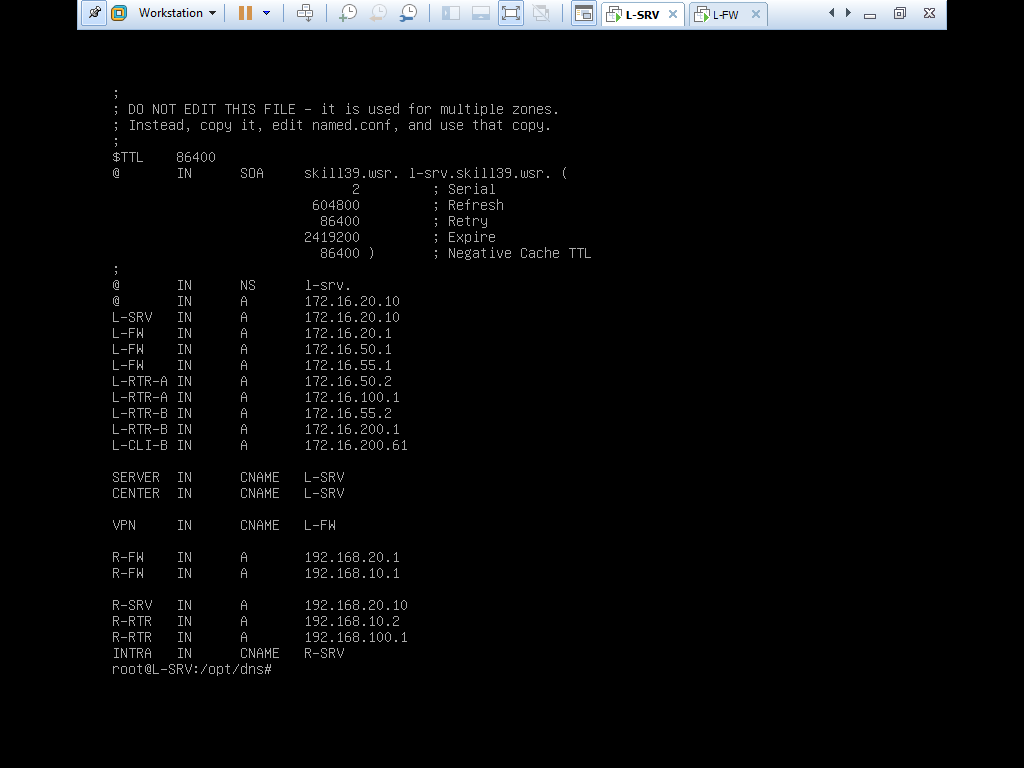 Workstation
L-SRV
L-FW
;
; DO NOT EDIT THIS FILE - it is used for multiple zones.
; Instead, copy it, edit named.conf, and use that copy.
;
$TTL 86400
@ IN SOA skill39.wsr. l-srv.skill39.wsr. (
2 ; Serial
604800 ; Refresh
86400 ; Retry
2419200 ; Expire
86400 ) ; Negative Cache TTL
;
@ IN NS l-srv.
@ IN A 172.16.20.10
L-SRV IN A 172.16.20.10
L-FW IN A 172.16.20.1
L-FW IN A 172.16.50.1
L-FW IN A 172.16.55.1
L-RTR-A IN A 172.16.50.2
L-RTR-A IN A 172.16.100.1
L-RTR-B IN A 172.16.55.2
L-RTR-B IN A 172.16.200.1
L-CLI-B IN A 172.16.200.61
SERVER IN CNAME L-SRV
CENTER IN CNAME L-SRV
VPN IN CNAME L-FW
R-FW IN A 192.168.20.1
R-FW IN A 192.168.10.1
R-SRV IN A 192.168.20.10
R-RTR IN A 192.168.10.2
R-RTR IN A 192.168.100.1
INTRA IN CNAME R-SRV
root@L-SRV:/opt/dns#